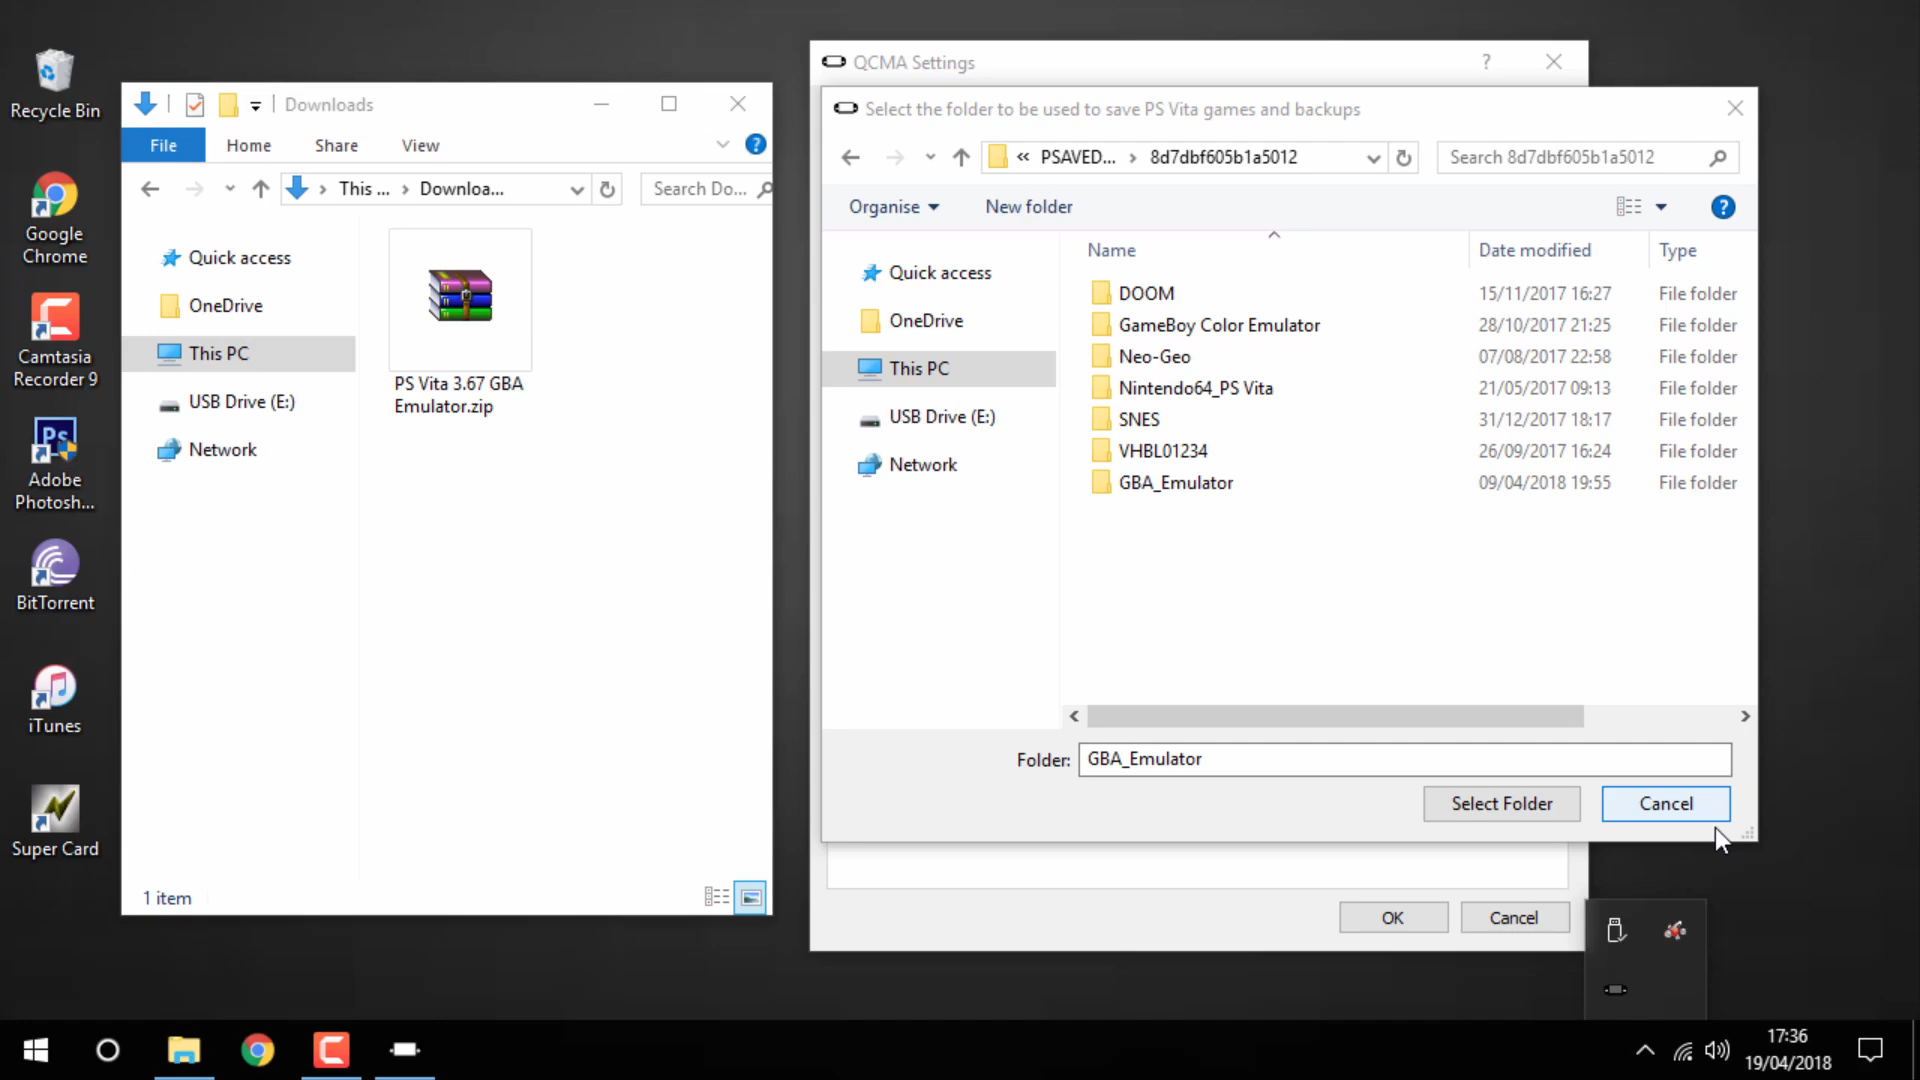 Recycle Bin
Google
Chrome
Camtasia
Recorder 9
Ps
Adobe
Photosh...
BitTorrent
iTunes
Super Card
Downloads
File Home Share View
This ... Downloa... Search Do...
Quick access
OneDrive
This PC
USB Drive (E:)
Network
PS Vita 3.67 GBA
Emulator.zip
1 item
QCMA Settings
Select the folder to be used to save PS Vita games and backups
« PSAVED... 8d7dbf605b1a5012 Search 8d7dbf605b1a5012
Organise New folder
Quick access
OneDrive
This PC
USB Drive (E:)
Network
Name Date modified Type
DOOM 15/11/2017 16:27 File folder
GameBoy Color Emulator 28/10/2017 21:25 File folder
Neo-Geo 07/08/2017 22:58 File folder
Nintendo64_PS Vita 21/05/2017 09:13 File folder
SNES 31/12/2017 18:17 File folder
VHBL01234 26/09/2017 16:24 File folder
GBA_Emulator 09/04/2018 19:55 File folder
Folder: GBA_Emulator
Select Folder Cancel
OK Cancel
17:36
19/04/2018